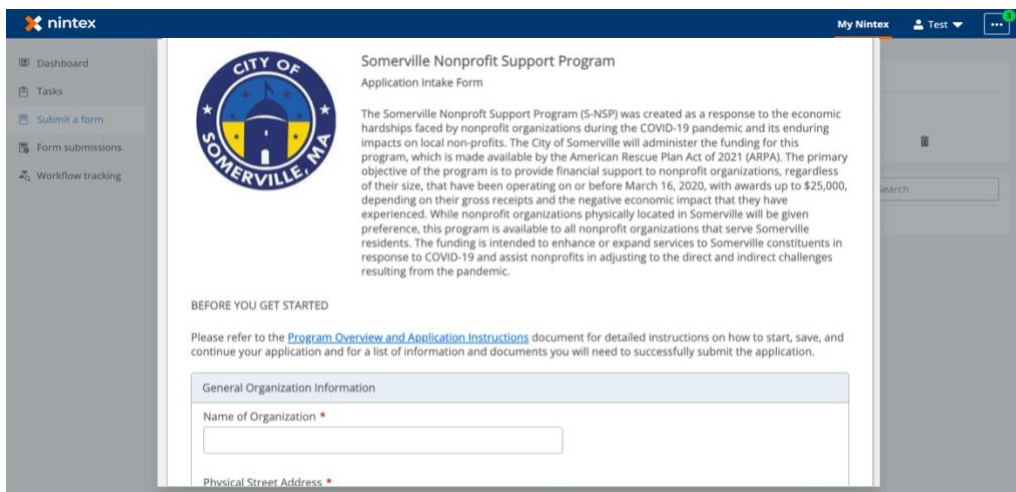 nintex
My Nintex
Test
3
Dashboard
Tasks
Submit a form
Form submissions
Workflow tracking
Search
CITY OF
SOMERVILLE, MA
Somerville Nonprofit Support Program
Application Intake Form
The Somerville Nonproft Support Program (S-NSP) was created as a response to the economic
hardships faced by nonprofit organizations during the COVID-19 pandemic and its enduring
impacts on local non-profits. The City of Somerville will administer the funding for this
program, which is made available by the American Rescue Plan Act of 2021 (ARPA). The primary
objective of the program is to provide financial support to nonprofit organizations, regardless
of their size, that have been operating on or before March 16, 2020, with awards up to $25,000,
depending on their gross receipts and the negative economic impact that they have
experienced. While nonprofit organizations physically located in Somerville will be given
preference, this program is available to all nonprofit organizations that serve Somerville
residents. The funding is intended to enhance or expand services to Somerville constituents in
response to COVID-19 and assist nonprofits in adjusting to the direct and indirect challenges
resulting from the pandemic.
BEFORE YOU GET STARTED
Please refer to the Program Overview and Application Instructions document for detailed instructions on how to start, save, and
continue your application and for a list of information and documents you will need to successfully submit the application.
General Organization Information
Name of Organization *
Physical Street Address *